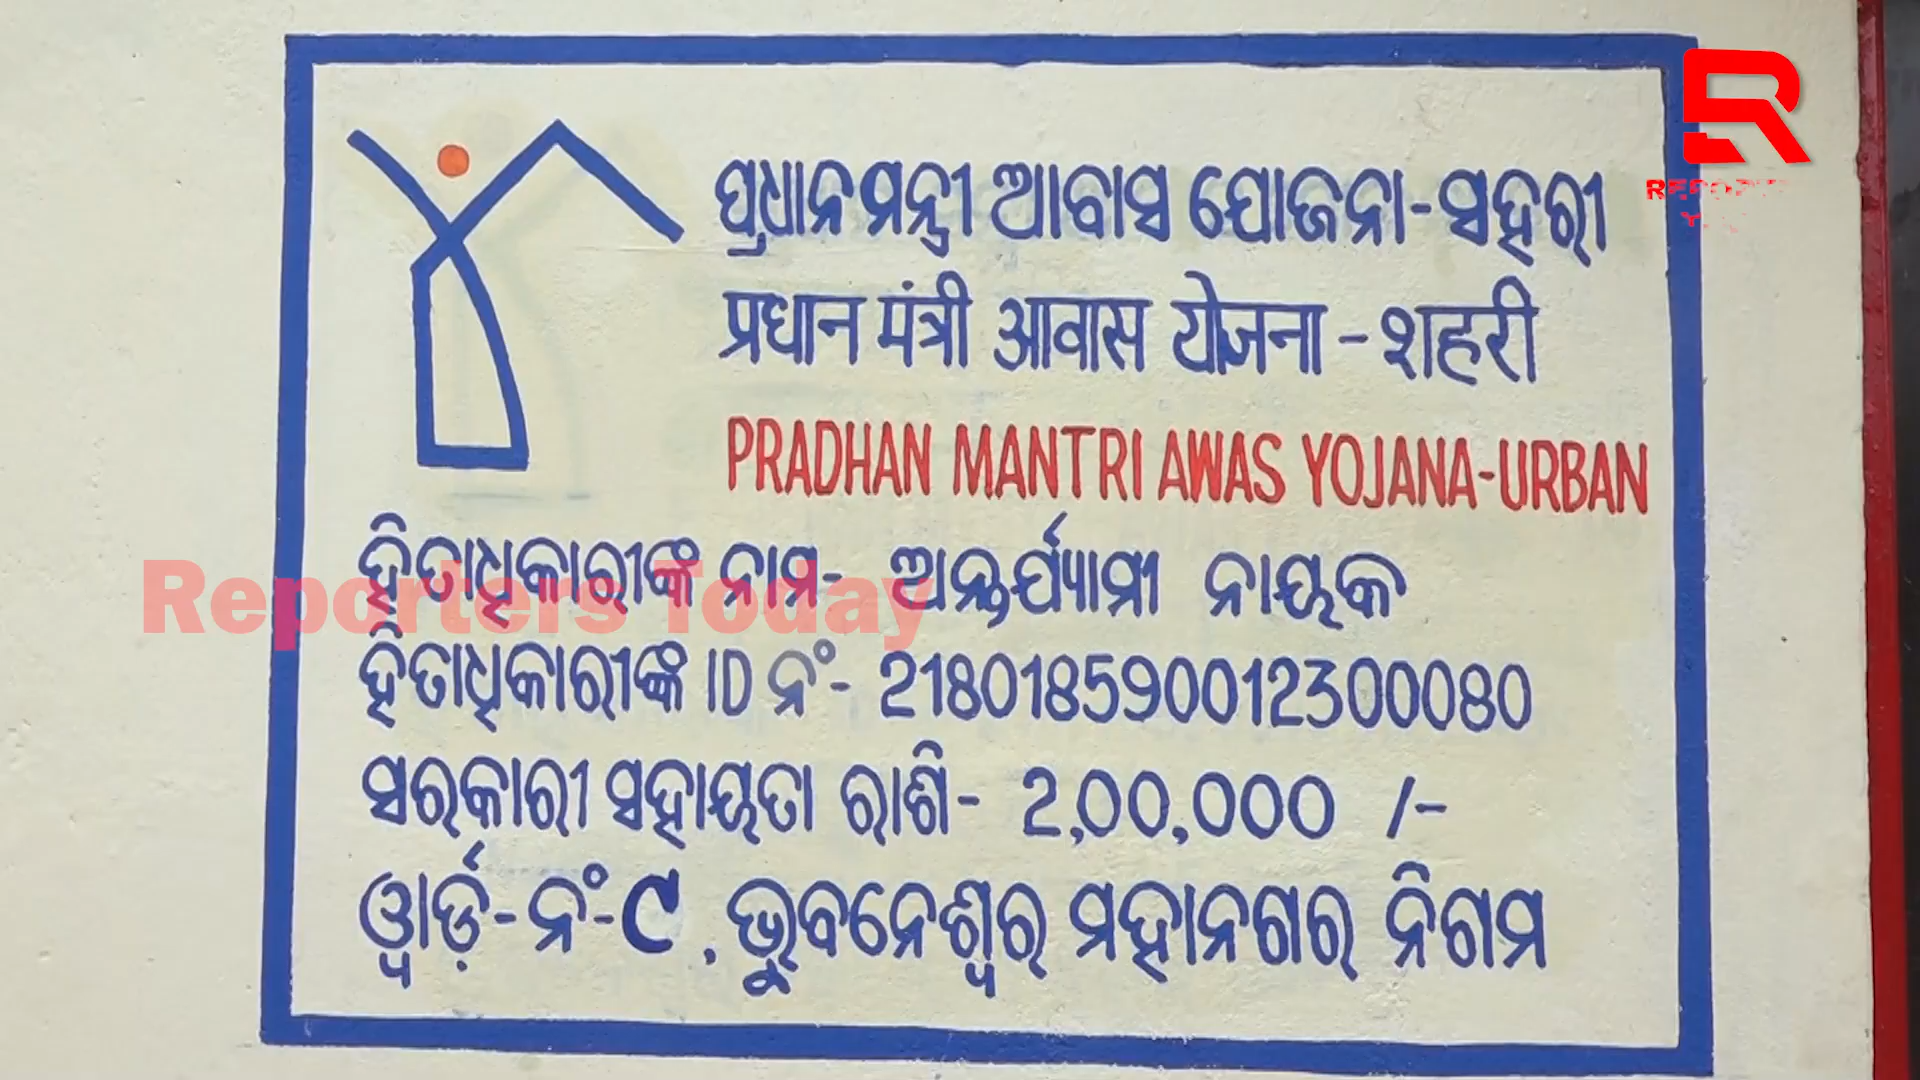 ପ୍ରଧାନମନ୍ତ୍ରୀ ଆବାସ ଯୋଜନା-ସହରୀ
प्रधान मंत्री आवास योजना - शहरी
PRADHAN MANTRI AWAS YOJANA-URBAN
ହିତାଧିକାରୀଙ୍କ ନାମ- ଅନ୍ତର୍ଯ୍ୟାମୀ ନାୟକ
ହିତାଧିକାରୀଙ୍କ ID ନଂ- 218018590012300080
ସରକାରୀ ସହାୟତା ରାଶି- 2,00,000 /-
ୱାର୍ଡ଼-ନଂ-୯, ଭୁବନେଶ୍ୱର ମହାନଗର ନିଗମ
Reporters Today